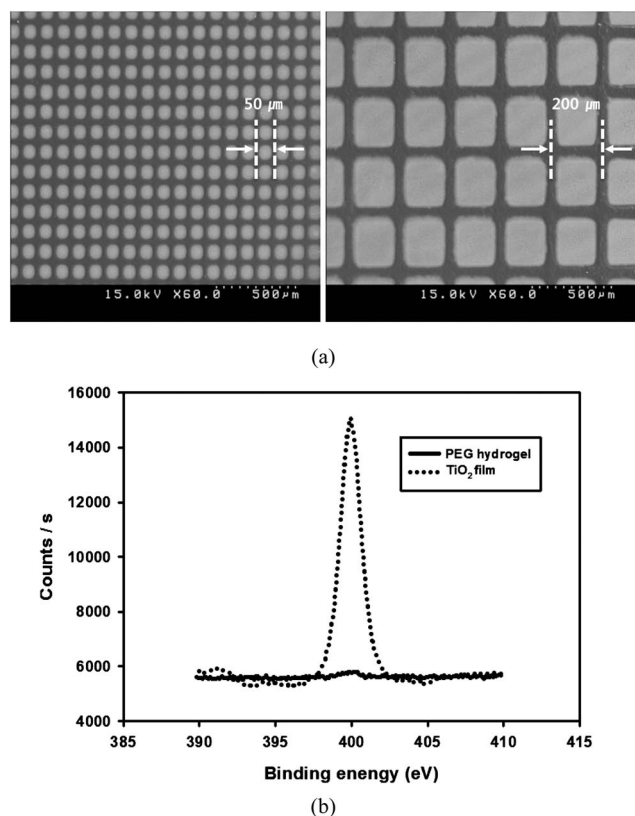 50 µm
200 µm
15.0kV X60.0 500µm
15.0kV X60.0 500µm
(a)
16000
14000
12000
10000
8000
6000
4000
Counts / s
PEG hydrogel
TiO₂ film
385 390 395 400 405 410 415
Binding enengy (eV)
(b)